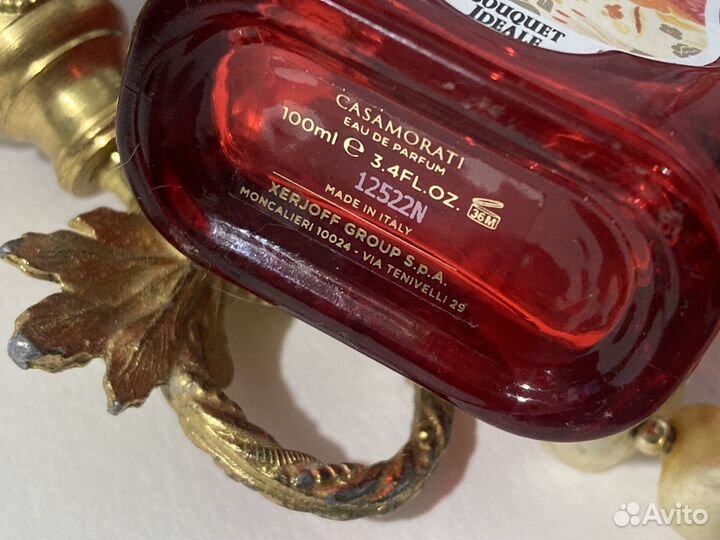 BOUQUET
IDEALE
CASAMORATI
EAU DE PARFUM
100ml e 3.4FL.OZ.
12522N
36M
MADE IN ITALY
XERJOFF GROUP S.p.A.
MONCALIERI 10024 - VIA TENIVELLI 29
Avito